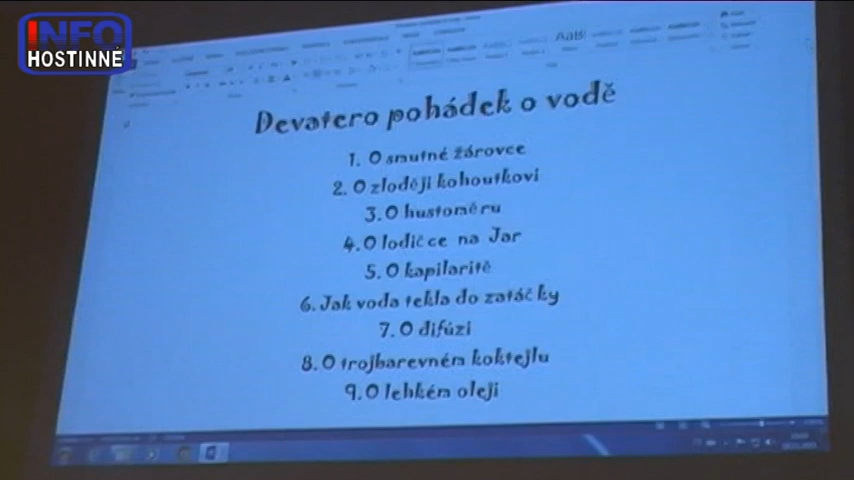 INFO
HOSTINNÉ
AaB
Devatero pohádek o vodě
1. O smutné žárovce
2. O zloději kohoutkovi
3. O hustoměru
4. O lodičce na Jar
5. O kapilaritě
6. Jak voda tekla do zatáčky
7. O difúzi
8. O trojbarevném koktejlu
9. O lehkém oleji